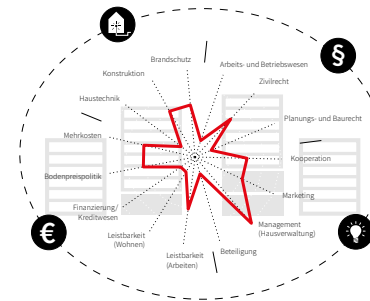 §
Brandschutz
Arbeits- und Betriebswesen
Konstruktion
Zivilrecht
Haustechnik
Planungs- und Baurecht
Mehrkosten
Kooperation
Bodenpreispolitik
Marketing
Finanzierung/
Kreditwesen
Management
(Hausverwaltung)
€
Leistbarkeit
(Wohnen)
Beteiligung
Leistbarkeit
(Arbeiten)